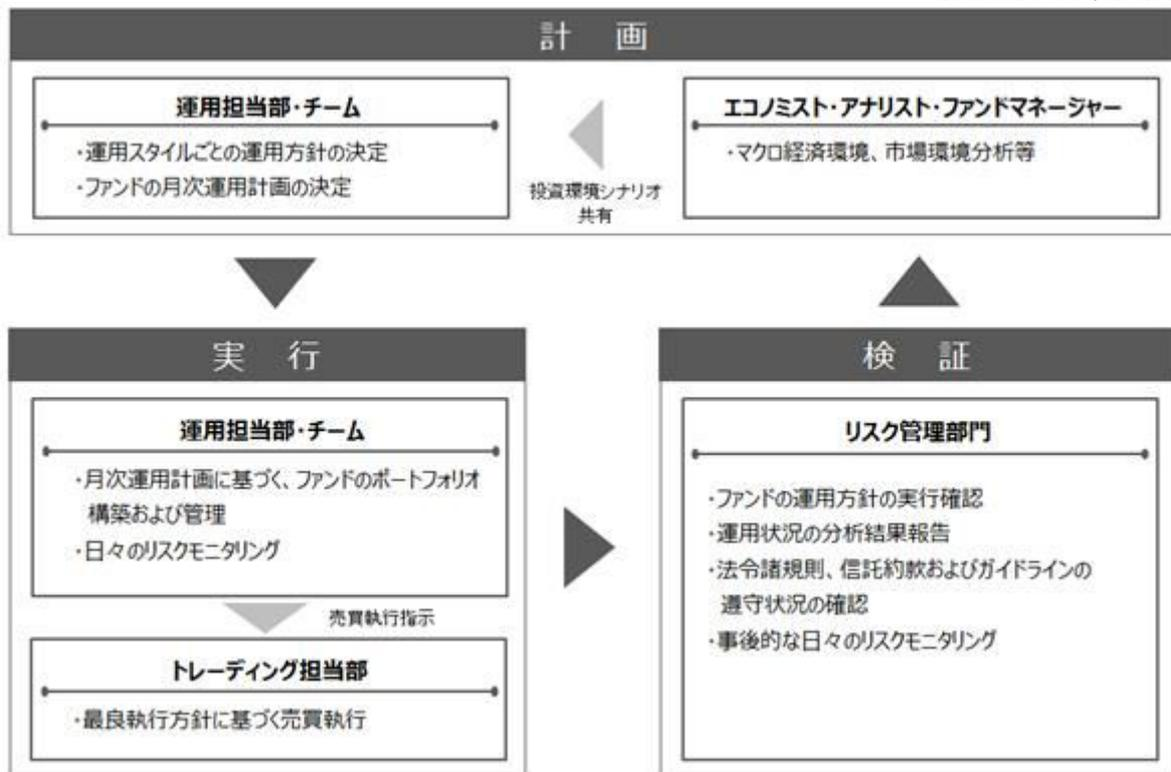 計 画
運用担当部・チーム
・運用スタイルごとの運用方針の決定
・ファンドの月次運用計画の決定
投資環境シナリオ
共有
エコノミスト・アナリスト・ファンドマネージャー
・マクロ経済環境、市場環境分析等
実 行
運用担当部・チーム
・月次運用計画に基づく、ファンドのポートフォリオ
構築および管理
・日々のリスクモニタリング
売買執行指示
トレーディング担当部
・最良執行方針に基づく売買執行
検 証
リスク管理部門
・ファンドの運用方針の実行確認
・運用状況の分析結果報告
・法令諸規則、信託約款およびガイドラインの
遵守状況の確認
・事後的な日々のリスクモニタリング